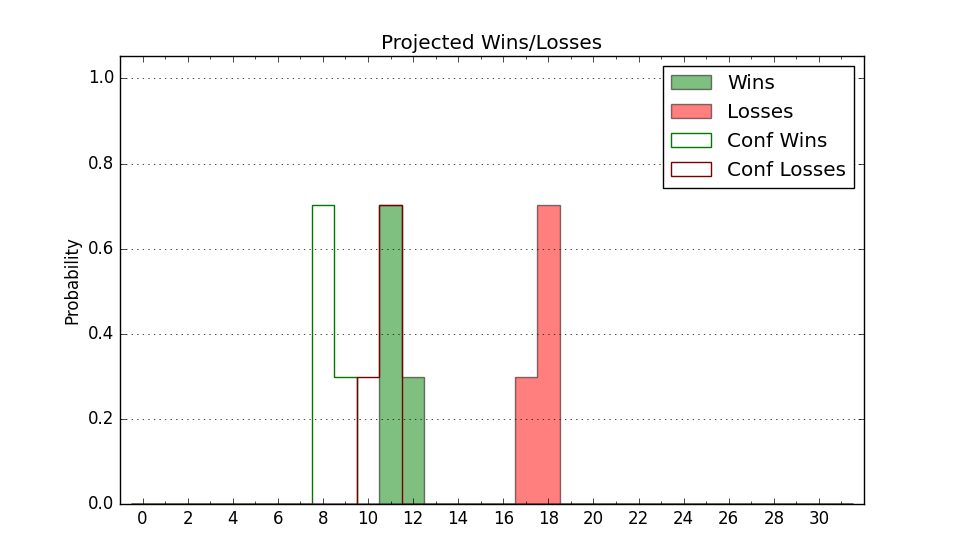 Projected Wins/Losses
Wins
Losses
Conf Wins
Conf Losses
Probability
1.0
0.8
0.6
0.4
0.2
0.0
0 2 4 6 8 10 12 14 16 18 20 22 24 26 28 30